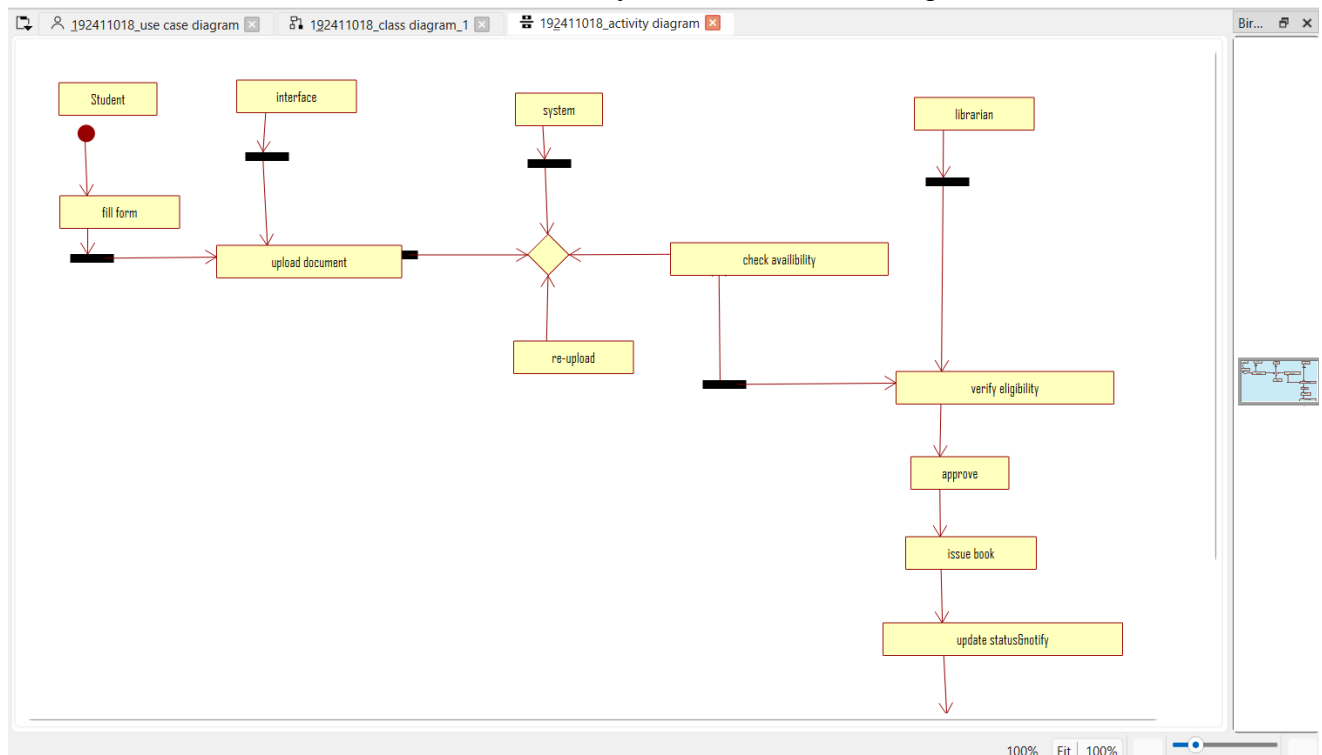 192411018_use case diagram
192411018_class diagram_1
192411018_activity diagram
Bir...
Student
interface
system
librarian
fill form
upload document
check availibility
re-upload
verify eligibility
approve
issue book
update status&notify
100% Fit 100%